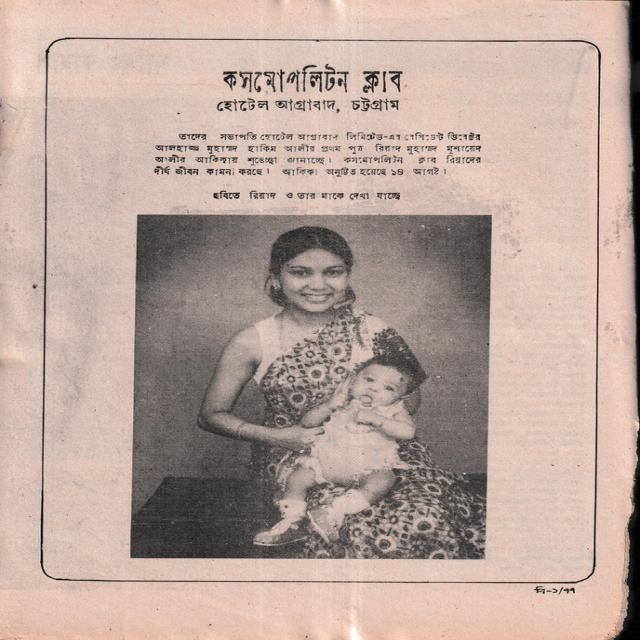 কসমোপলিটন ক্লাব
হোটেল আগ্রাবাদ, চট্টগ্রাম
তাদের সভাপতি হোটেল আগ্রাবাদ লিমিটেড-এর রেসিডেন্ট ডিরেক্টর
আলহাজ্জ মুহাম্মদ হাকিম আলীর প্রথম পুত্র রিয়াদ মুহাম্মদ মুশায়েদ
আলীর আকিকায় শুভেচ্ছা জানাচ্ছে। কসমোপলিটন ক্লাব রিয়াদের
দীর্ঘ জীবন কামনা করছে। আকিকা অনুষ্ঠিত হয়েছে ১৪ আগষ্ট।
ছবিতে রিয়াদ ও তার মাকে দেখা যাচ্ছে
বি-১/৭৭